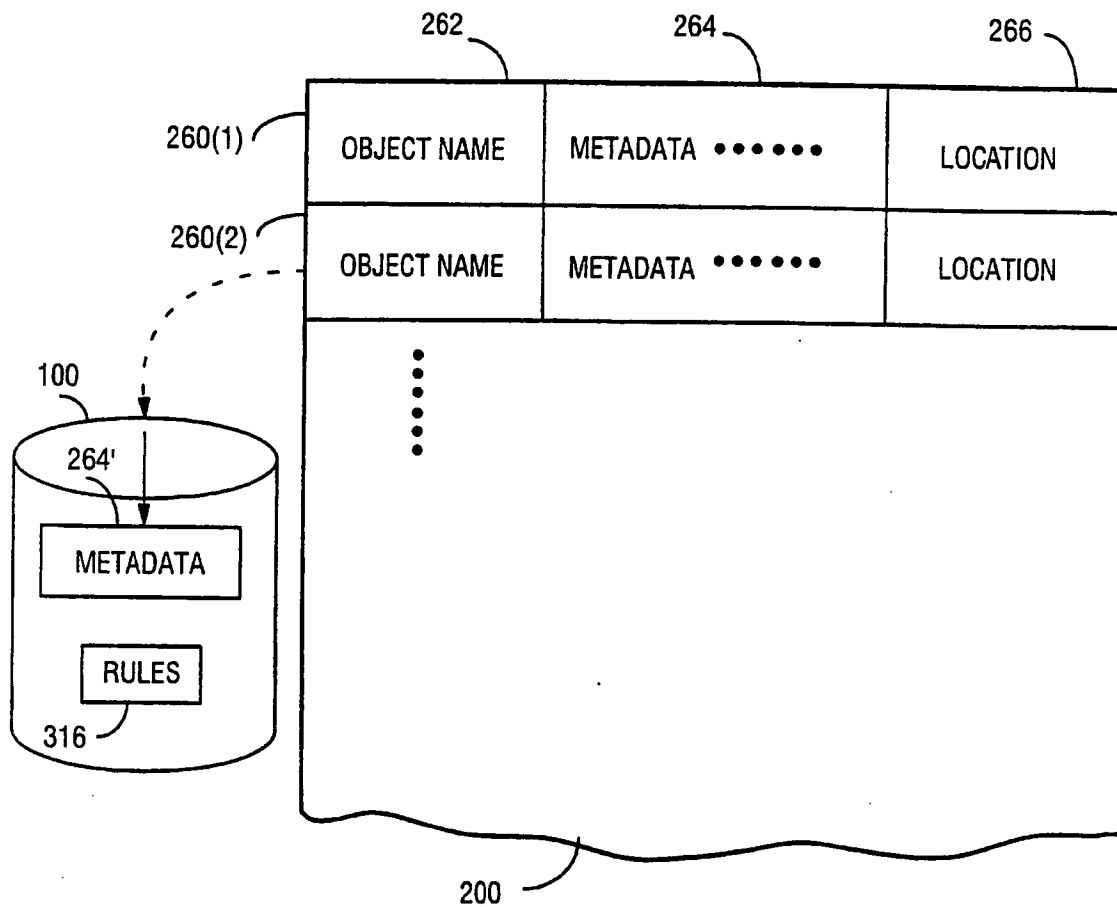 262 264 266
260(1) OBJECT NAME METADATA •••••• LOCATION
260(2) OBJECT NAME METADATA •••••• LOCATION
100
264'
METADATA
RULES
316
200